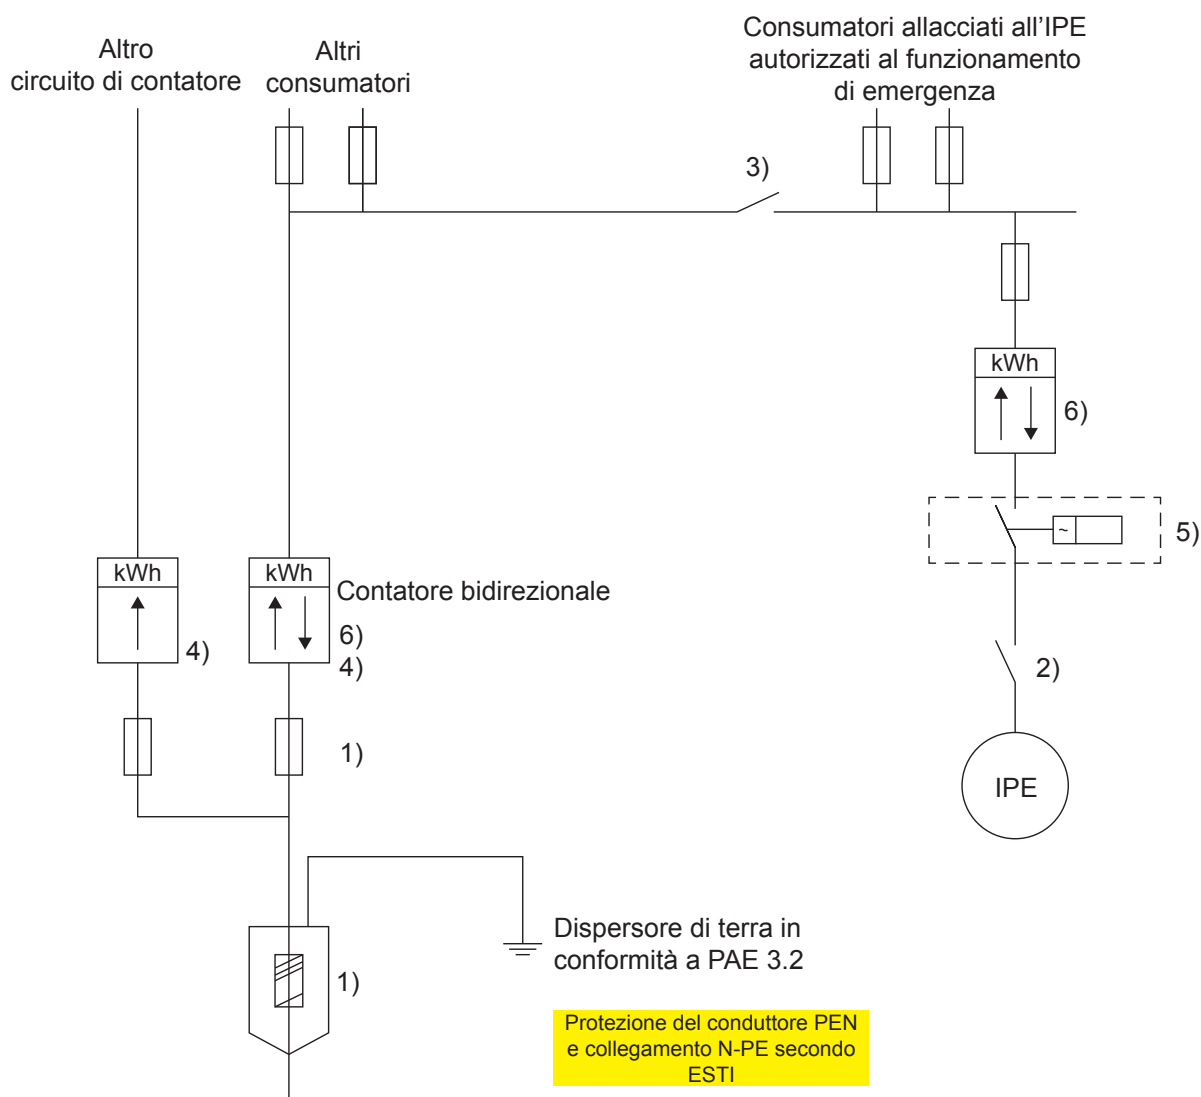 Altro
circuito di contatore
Altri
consumatori
Consumatori allacciati all'IPE
autorizzati al funzionamento
di emergenza
3)
kWh
6)
~
5)
kWh
4)
kWh
Contatore bidirezionale
6)
4)
2)
1)
IPE
Dispersore di terra in
conformità a PAE 3.2
1)
Protezione del conduttore PEN
e collegamento N-PE secondo
ESTI